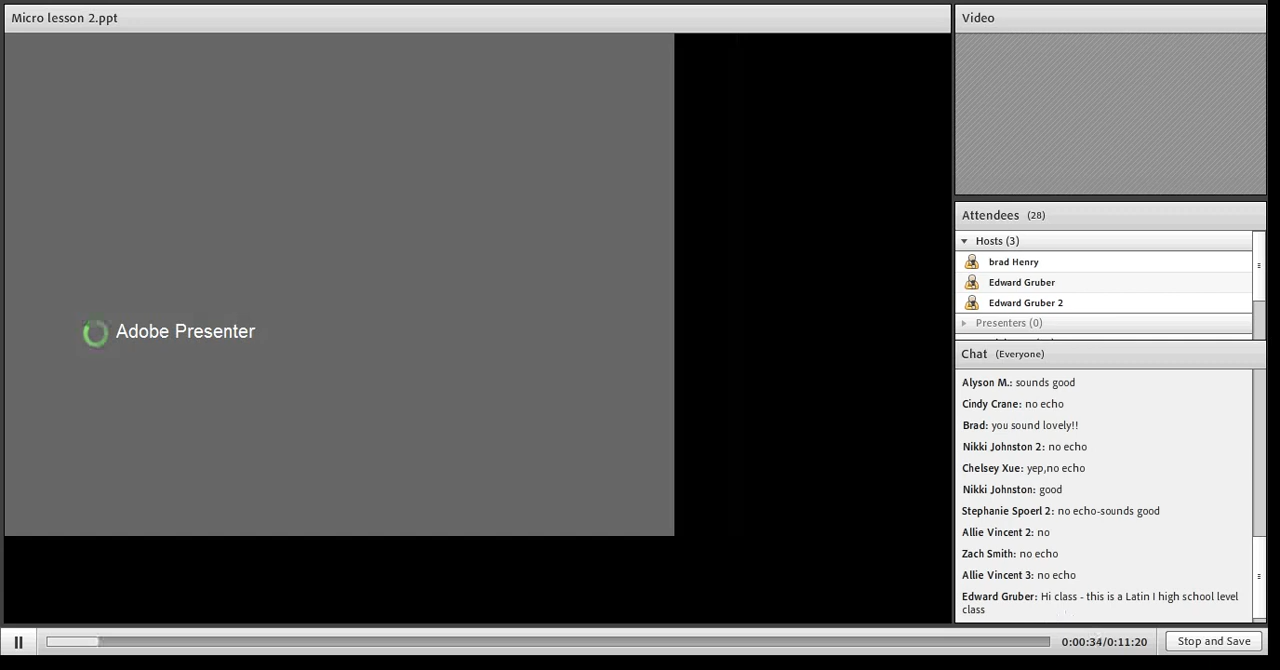 Micro lesson 2.ppt
Adobe Presenter
Video
Attendees (28)
Hosts (3)
brad Henry
Edward Gruber
Edward Gruber 2
Presenters (0)
Chat (Everyone)
Alyson M.: sounds good
Cindy Crane: no echo
Brad: you sound lovely!!
Nikki Johnston 2: no echo
Chelsey Xue: yep,no echo
Nikki Johnston: good
Stephanie Spoerl 2: no echo-sounds good
Allie Vincent 2: no
Zach Smith: no echo
Allie Vincent 3: no echo
Edward Gruber: Hi class - this is a Latin I high school level
class
0:00:34/0:11:20
Stop and Save